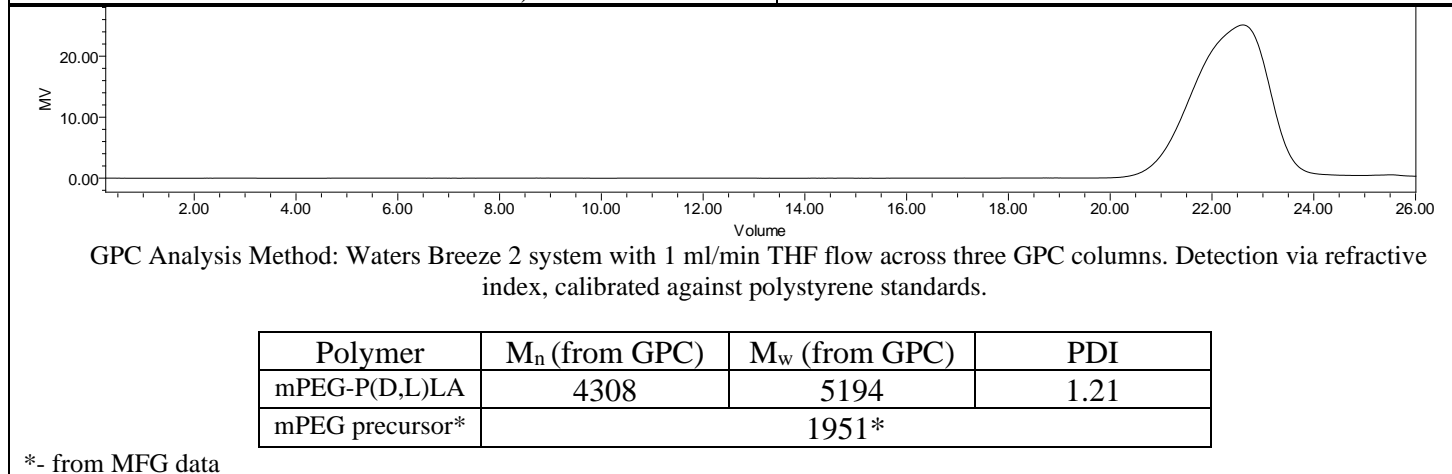 20.00
MV
10.00
0.00
2.00 4.00 6.00 8.00 10.00 12.00 14.00 16.00 18.00 20.00 22.00 24.00 26.00
Volume
GPC Analysis Method: Waters Breeze 2 system with 1 ml/min THF flow across three GPC columns. Detection via refractive
index, calibrated against polystyrene standards.
Polymer Mn (from GPC) Mw (from GPC) PDI
mPEG-P(D,L)LA 4308 5194 1.21
mPEG precursor* 1951*
*- from MFG data